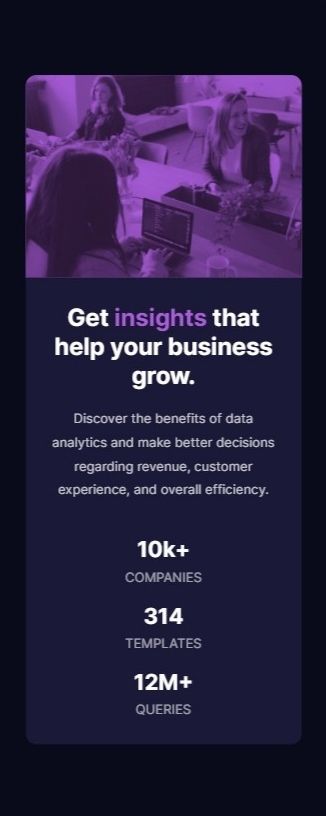 Get insights that
help your business
grow.
Discover the benefits of data
analytics and make better decisions
regarding revenue, customer
experience, and overall efficiency.
10k+
COMPANIES
314
TEMPLATES
12M+
QUERIES